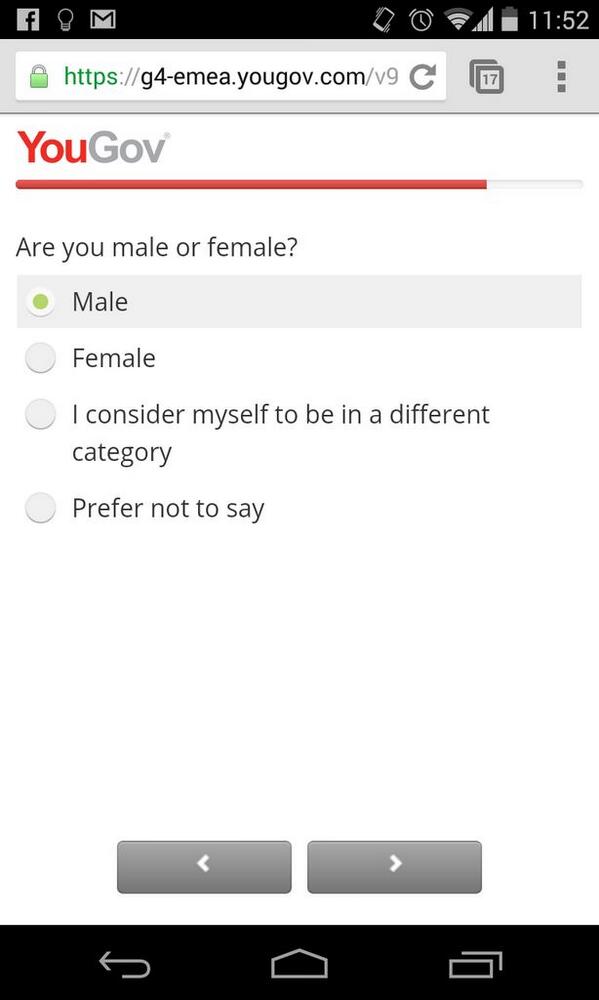 11:52
https://g4-emea.yougov.com/v9
17
YouGov®
Are you male or female?
Male
Female
I consider myself to be in a different
category
Prefer not to say